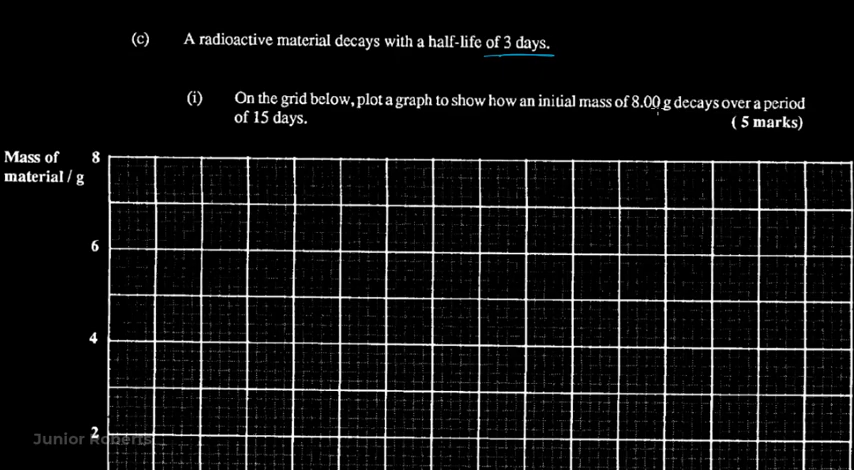 (c) A radioactive material decays with a half-life of 3 days.
(i) On the grid below, plot a graph to show how an initial mass of 8.00 g decays over a period
of 15 days. ( 5 marks)
Mass of 8
material / g
6
4
2
Junior Roberts